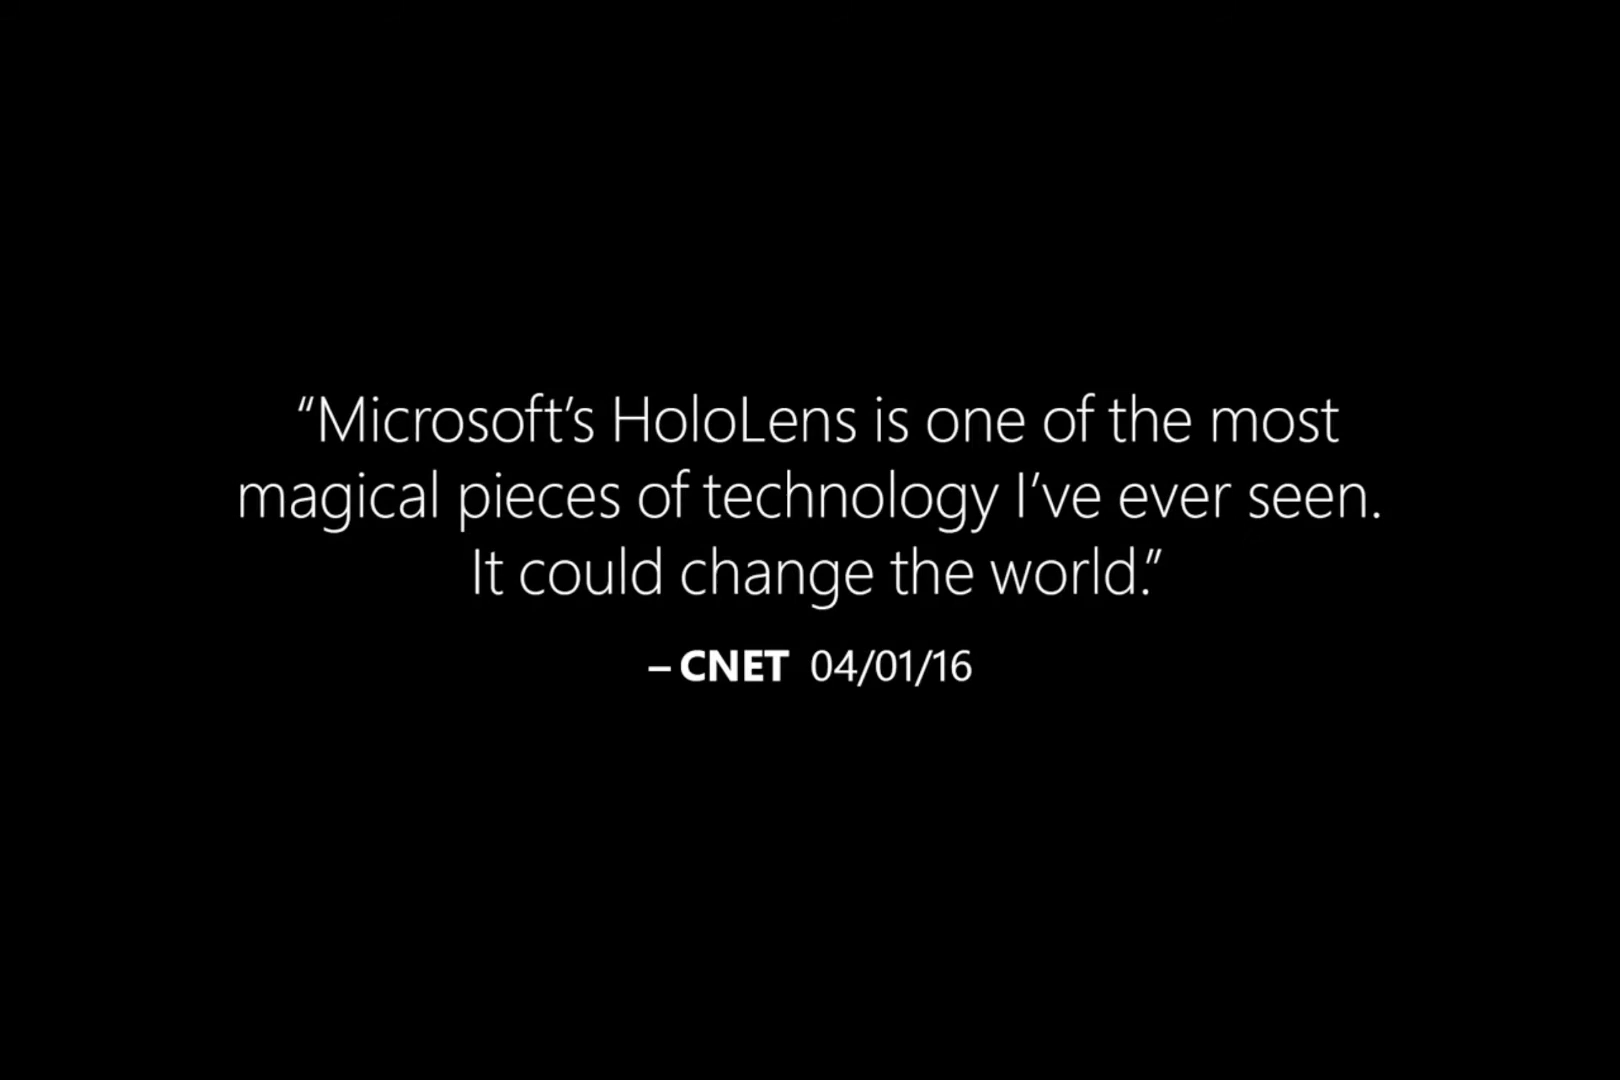 “Microsoft’s HoloLens is one of the most
magical pieces of technology I’ve ever seen.
It could change the world.”
– CNET 04/01/16